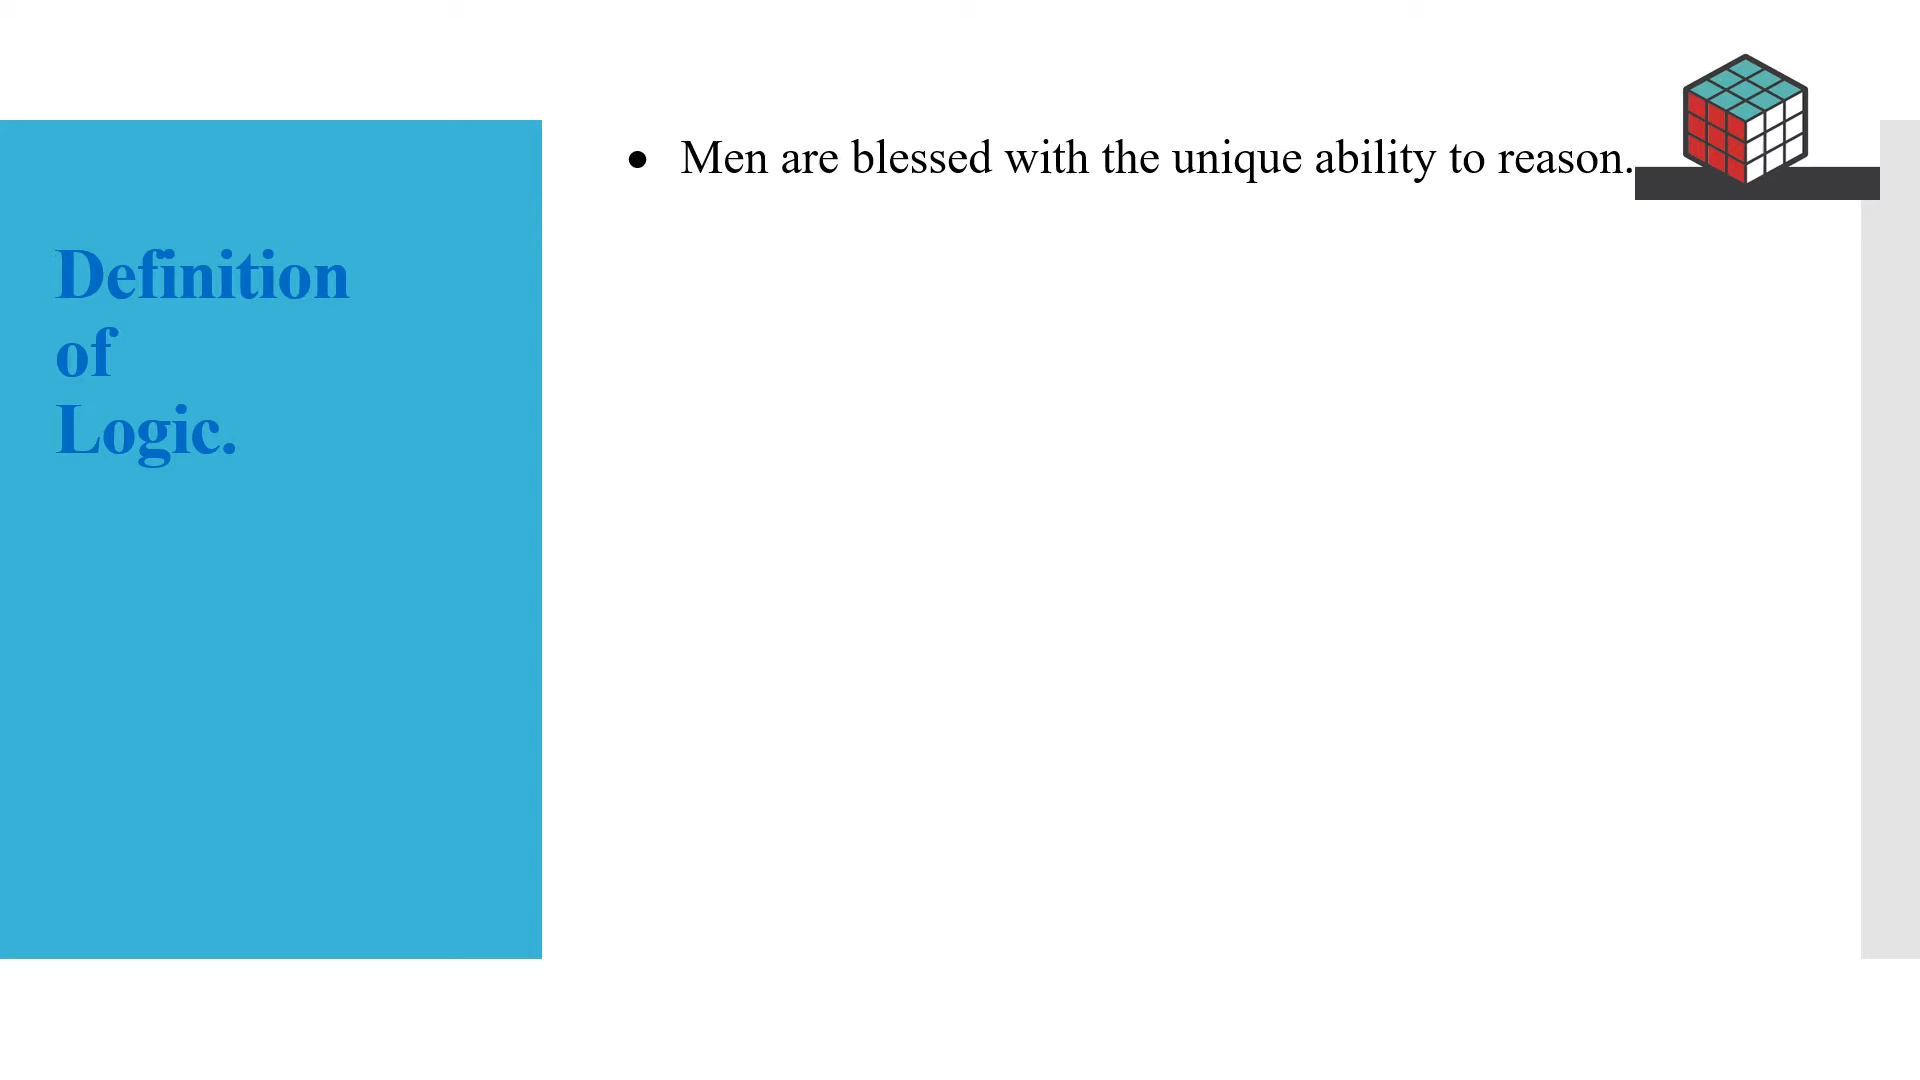 Definition
of
Logic.
● Men are blessed with the unique ability to reason.